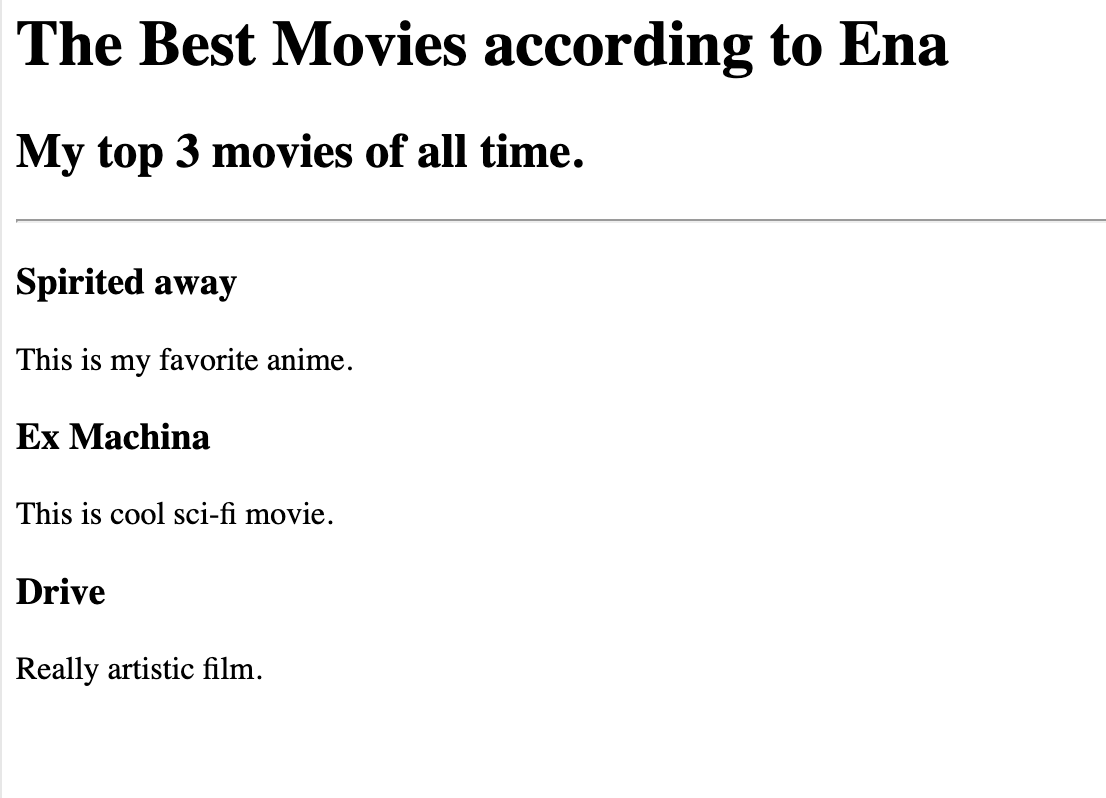 The Best Movies according to Ena
My top 3 movies of all time.
Spirited away
This is my favorite anime.
Ex Machina
This is cool sci-fi movie.
Drive
Really artistic film.